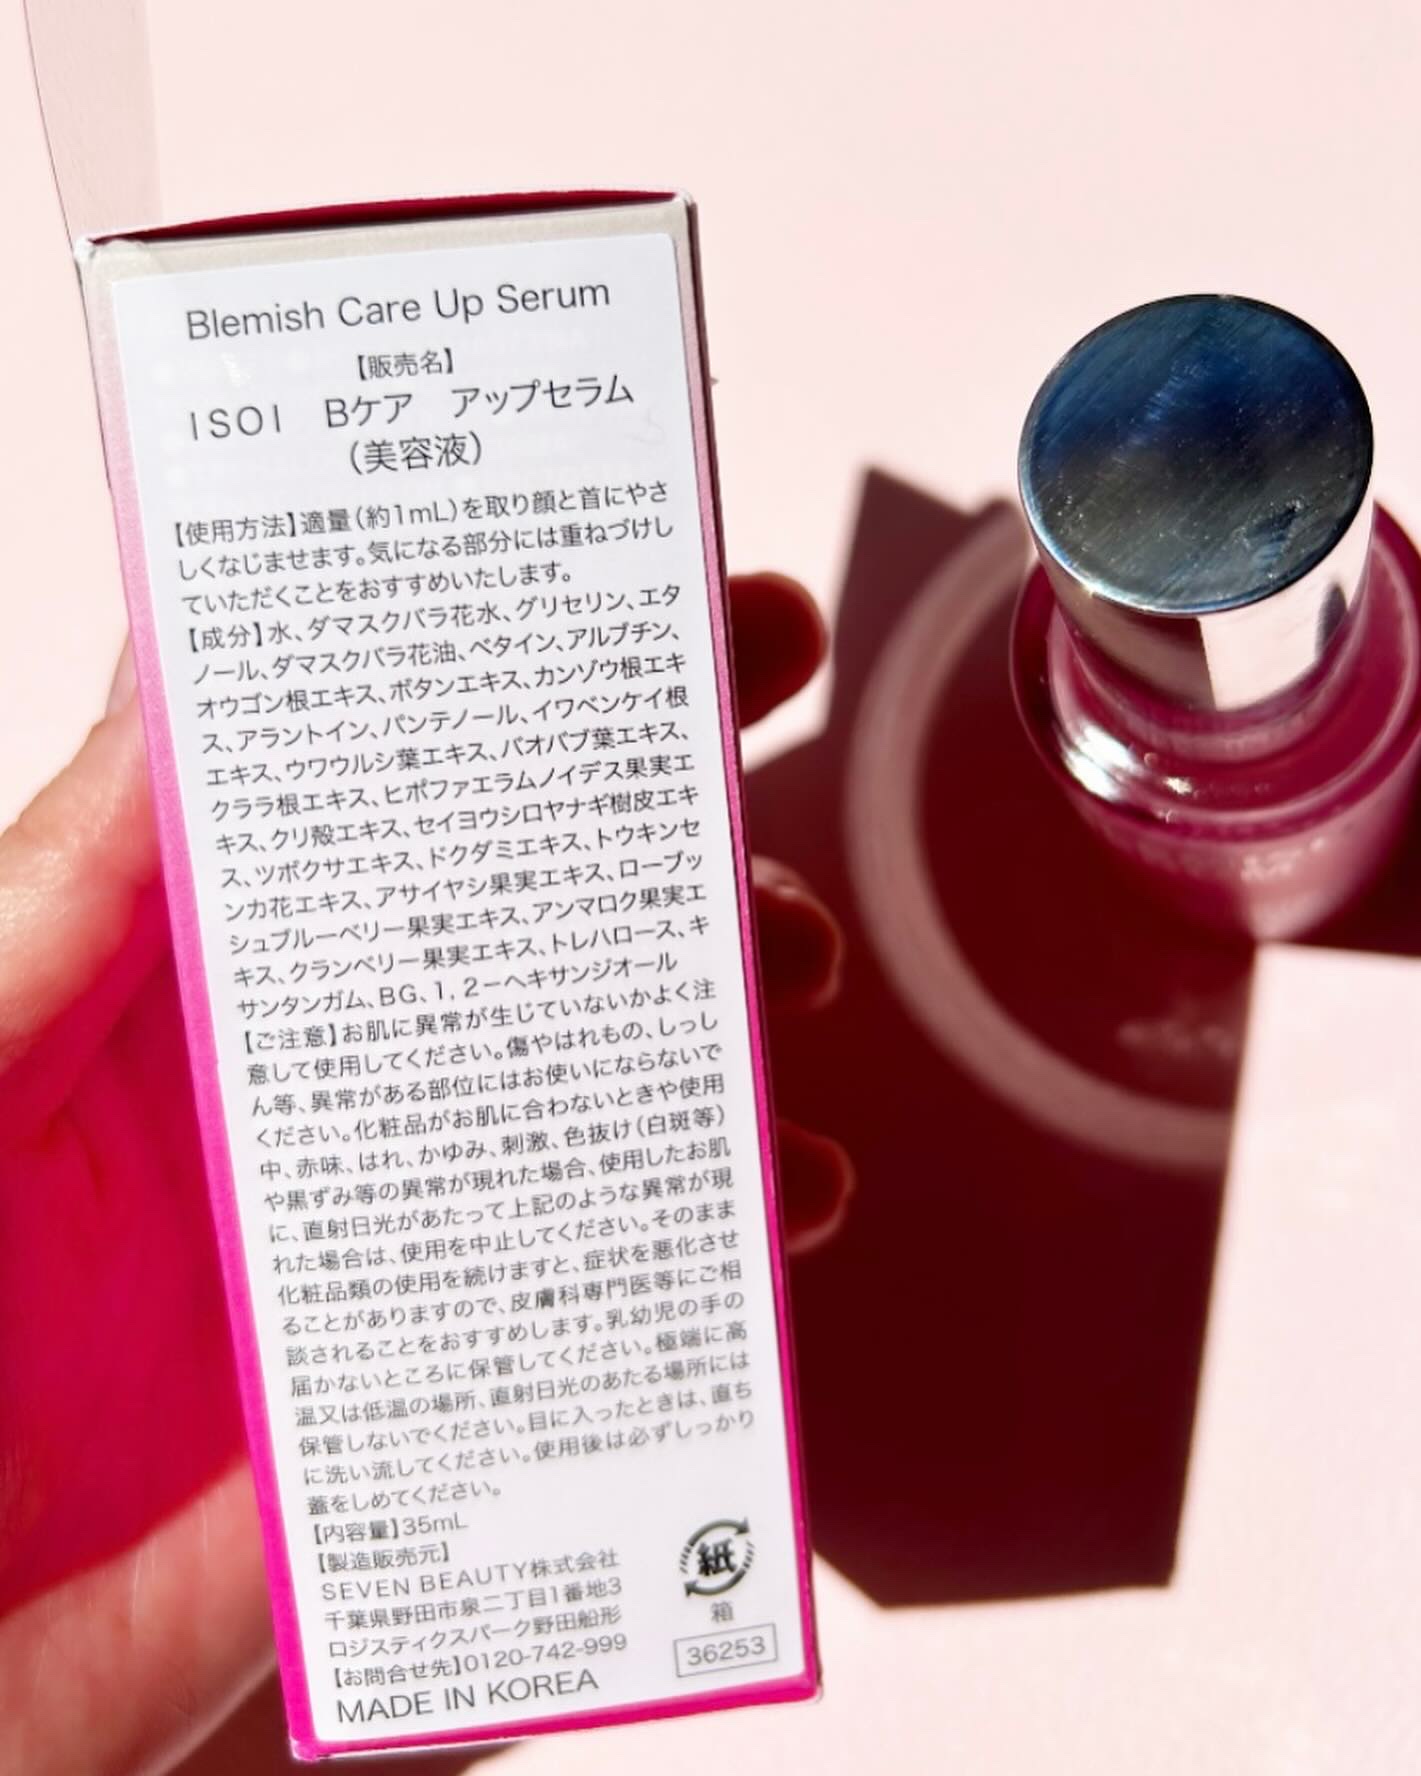 Blemish Care Up Serum
【販売名】
ISOI　Bケア　アップセラム
（美容液）
【使用方法】適量（約1mL）を取り顔と首にやさ
しくなじませます。気になる部分には重ねづけし
ていただくことをおすすめいたします。
【成分】水、ダマスクバラ花水、グリセリン、エタ
ノール、ダマスクバラ花油、ベタイン、アルブチン、
オウゴン根エキス、ボタンエキス、カンゾウ根エキ
ス、アラントイン、パンテノール、イワベンケイ根
エキス、ウワウルシ葉エキス、バオバブ葉エキス、
クララ根エキス、ヒポファエラムノイデス果実エ
キス、クリ殻エキス、セイヨウシロヤナギ樹皮エキ
ス、ツボクサエキス、ドクダミエキス、トウキンセ
ンカ花エキス、アサイヤシ果実エキス、ローブッ
シュブルーベリー果実エキス、アンマロク果実エ
キス、クランベリー果実エキス、トレハロース、キ
サンタンガム、BG、1，2－ヘキサンジオール
【ご注意】お肌に異常が生じていないかよく注
意して使用してください。傷やはれもの、しっし
ん等、異常がある部位にはお使いにならないで
ください。化粧品がお肌に合わないときや使用
中、赤味、はれ、かゆみ、刺激、色抜け（白斑等）
や黒ずみ等の異常が現れた場合、使用したお肌
に、直射日光があたって上記のような異常が現
れた場合は、使用を中止してください。そのまま
化粧品類の使用を続けますと、症状を悪化させ
ることがありますので、皮膚科専門医等にご相
談されることをおすすめします。乳幼児の手の
届かないところに保管してください。極端に高
温又は低温の場所、直射日光のあたる場所には
保管しないでください。目に入ったときは、直ち
に洗い流してください。使用後は必ずしっかり
蓋をしめてください。
【内容量】35mL
【製造販売元】
SEVEN BEAUTY株式会社
千葉県野田市泉二丁目1番地3
ロジスティクスパーク野田船形
【お問合せ先】0120-742-999
MADE IN KOREA
紙
箱
36253